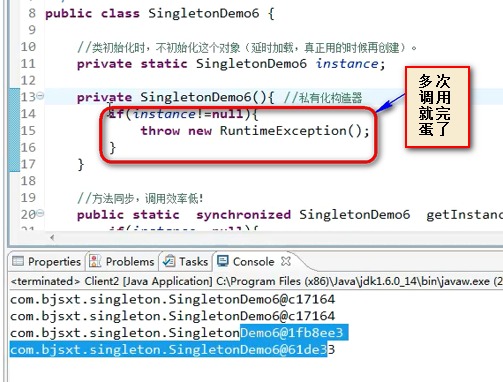 8 public class SingletonDemo6 {
9
10 //类初始化时，不初始化这个对象（延时加载，真正用的时候再创建）。
11 private static SingletonDemo6 instance;
12
13 private SingletonDemo6(){ //私有化构造器
14 if(instance!=null){
15 throw new RuntimeException();
16 }
17 }
18
19 //方法同步，调用效率低!
20 public static synchronized SingletonDemo6 getInstanc
21 if(instance null){
多次
调用
就完
蛋了
Properties Problems Tasks Console
<terminated> Client2 [Java Application] C:\Program Files (x86)\Java\jdk1.6.0_14\bin\javaw.exe (2
com.bjsxt.singleton.SingletonDemo6@c17164
com.bjsxt.singleton.SingletonDemo6@c17164
com.bjsxt.singleton.SingletonDemo6@1fb8ee3
com.bjsxt.singleton.SingletonDemo6@61de33